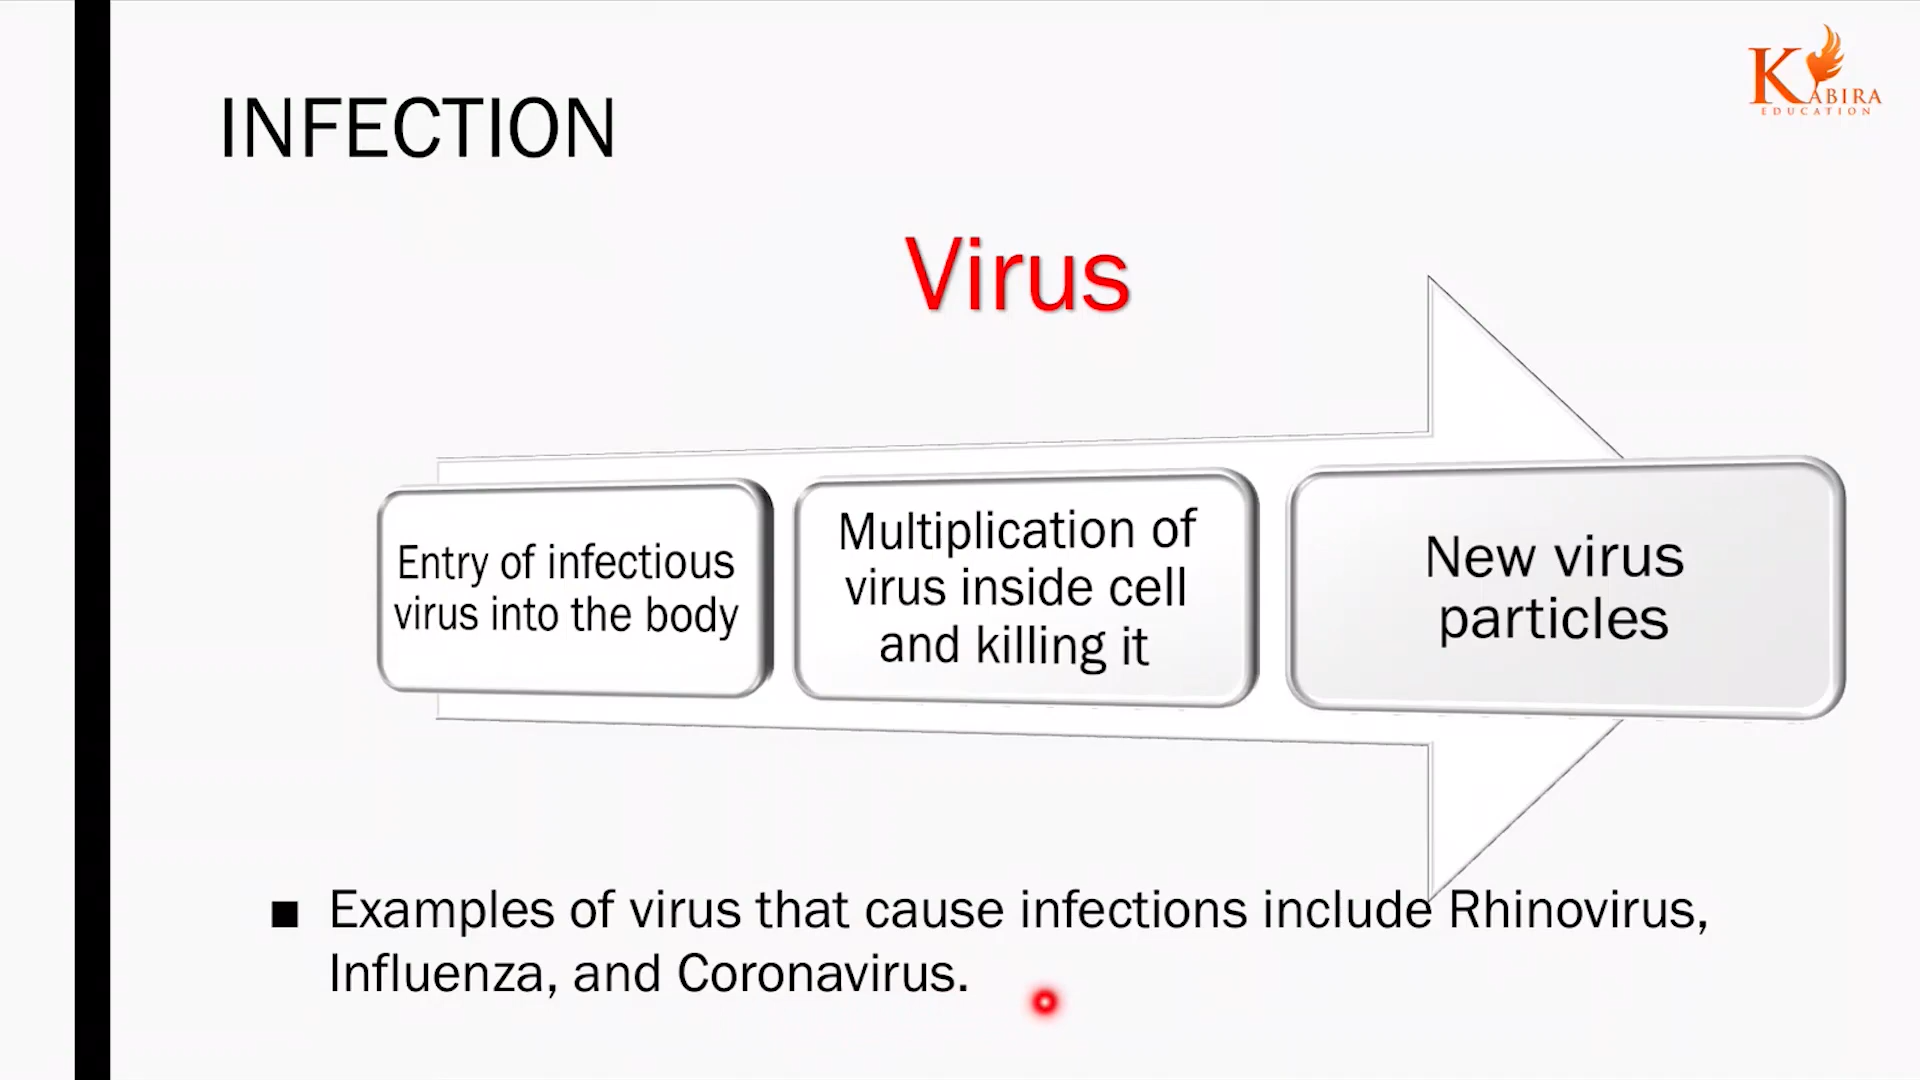 KABIRA
EDUCATION
INFECTION
Virus
Entry of infectious
virus into the body
Multiplication of
virus inside cell
and killing it
New virus
particles
Examples of virus that cause infections include Rhinovirus,
Influenza, and Coronavirus.